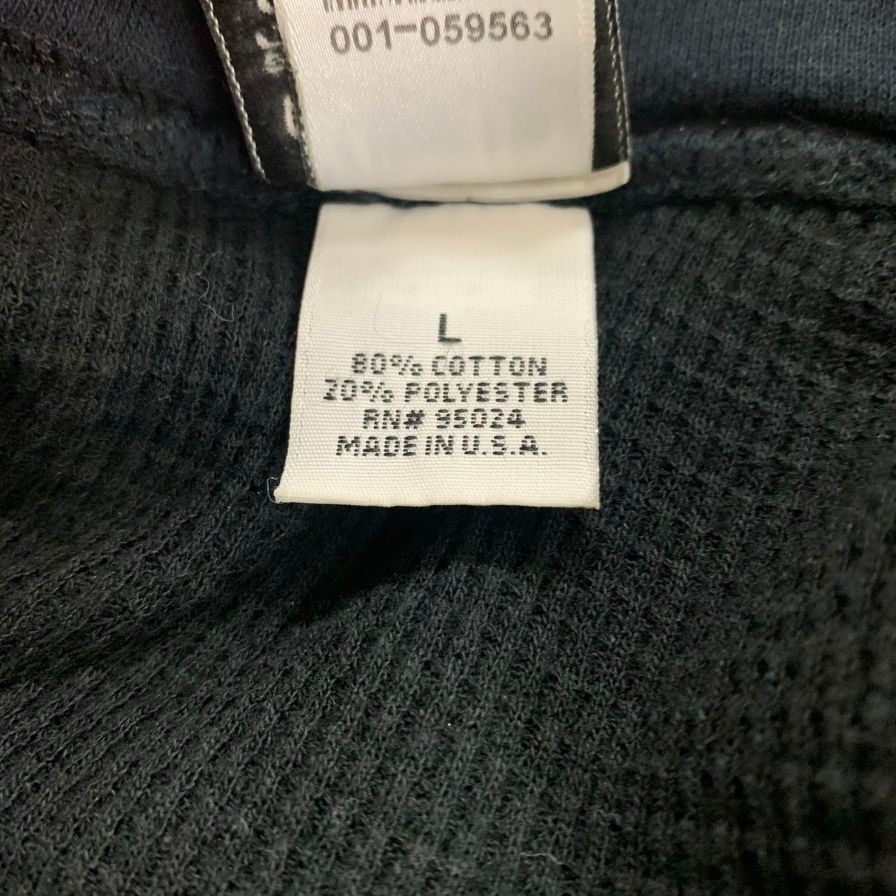 001-059563
L
80% COTTON
20% POLYESTER
RN# 95024
MADE IN U.S.A.